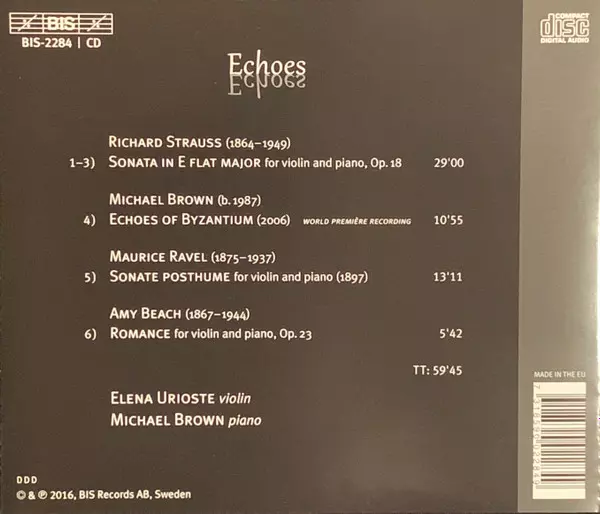 BIS
BIS-2284 | CD
COMPACT
disc
DIGITAL AUDIO
Echoes
RICHARD STRAUSS (1864–1949)
1–3) SONATA IN E FLAT MAJOR for violin and piano, Op. 18 29'00
MICHAEL BROWN (b. 1987)
4) ECHOES OF BYZANTIUM (2006) WORLD PREMIÈRE RECORDING 10'55
MAURICE RAVEL (1875–1937)
5) SONATE POSTHUME for violin and piano (1897) 13'11
AMY BEACH (1867–1944)
6) ROMANCE for violin and piano, Op. 23 5'42
TT: 59'45
ELENA URIOSTE violin
MICHAEL BROWN piano
MADE IN THE EU
DDD
© & ℗ 2016, BIS Records AB, Sweden